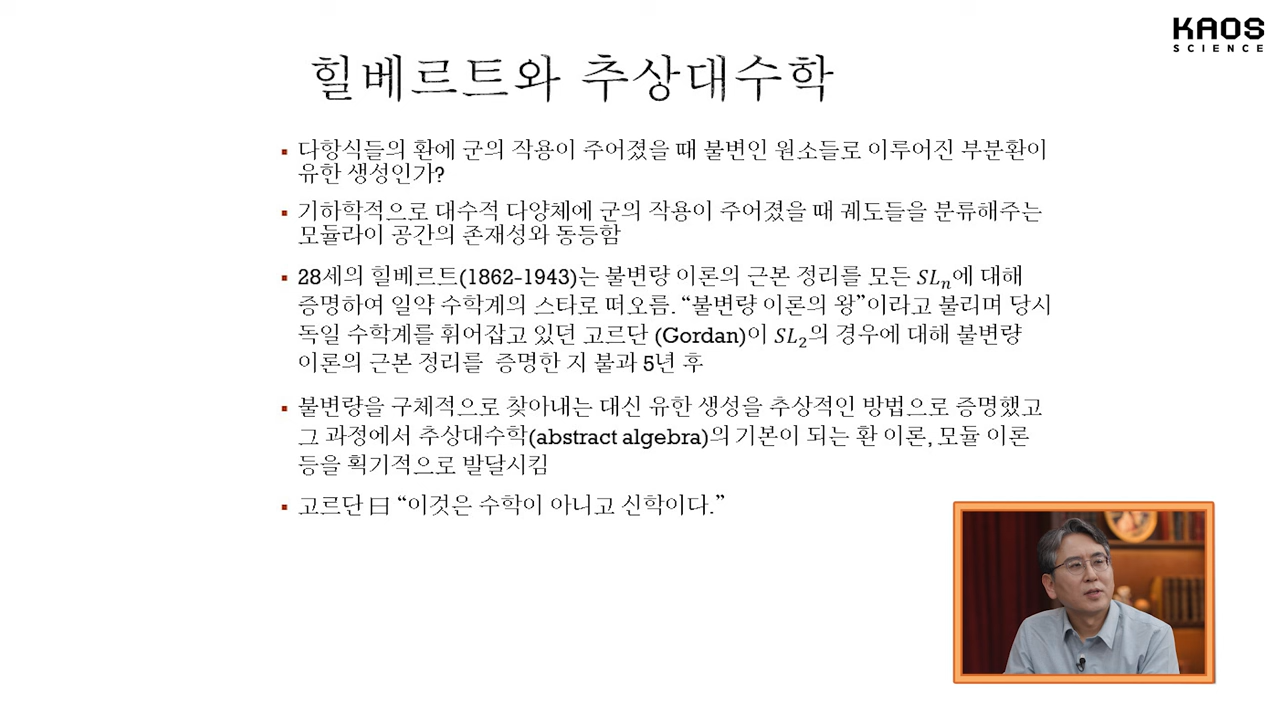 KAOS
SCIENCE
힐베르트와 추상대수학
▪ 다항식들의 환에 군의 작용이 주어졌을 때 불변인 원소들로 이루어진 부분환이
유한 생성인가?
▪ 기하학적으로 대수적 다양체에 군의 작용이 주어졌을 때 궤도들을 분류해주는
모듈라이 공간의 존재성와 동등함
▪ 28세의 힐베르트(1862-1943)는 불변량 이론의 근본 정리를 모든 SLₙ에 대해
증명하여 일약 수학계의 스타로 떠오름. “불변량 이론의 왕”이라고 불리며 당시
독일 수학계를 휘어잡고 있던 고르단 (Gordan)이 SL₂의 경우에 대해 불변량
이론의 근본 정리를 증명한 지 불과 5년 후
▪ 불변량을 구체적으로 찾아내는 대신 유한 생성을 추상적인 방법으로 증명했고
그 과정에서 추상대수학(abstract algebra)의 기본이 되는 환 이론, 모듈 이론
등을 획기적으로 발달시킴
▪ 고르단 曰 “이것은 수학이 아니고 신학이다.”